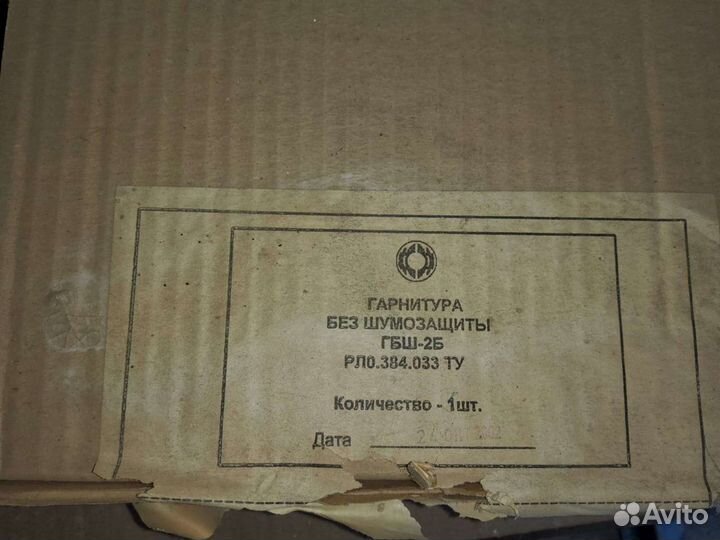 ГАРНИТУРА
БЕЗ ШУМОЗАЩИТЫ
ГБШ-2Б
РЛ0.384.033 ТУ
Количество - 1шт.
Дата
Avito